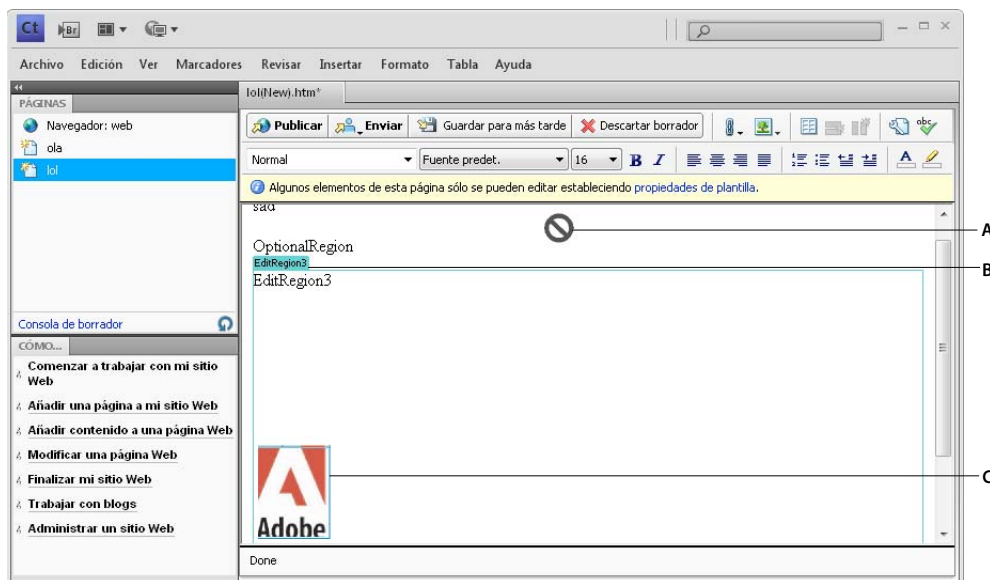 Ct Br
Archivo Edición Ver Marcadores Revisar Insertar Formato Tabla Ayuda
PÁGINAS
Navegador: web
ola
lol
Consola de borrador
CÓMO...
Comenzar a trabajar con mi sitio
Web
Añadir una página a mi sitio Web
Añadir contenido a una página Web
Modificar una página Web
Finalizar mi sitio Web
Trabajar con blogs
Administrar un sitio Web
lol(New).htm*
Publicar Enviar Guardar para más tarde Descartar borrador abc
Normal Fuente predet. 16 B I A
Algunos elementos de esta página sólo se pueden editar estableciendo propiedades de plantilla.
sad
OptionalRegion
EditRegion3
EditRegion3
Adobe
Done
A
B
C